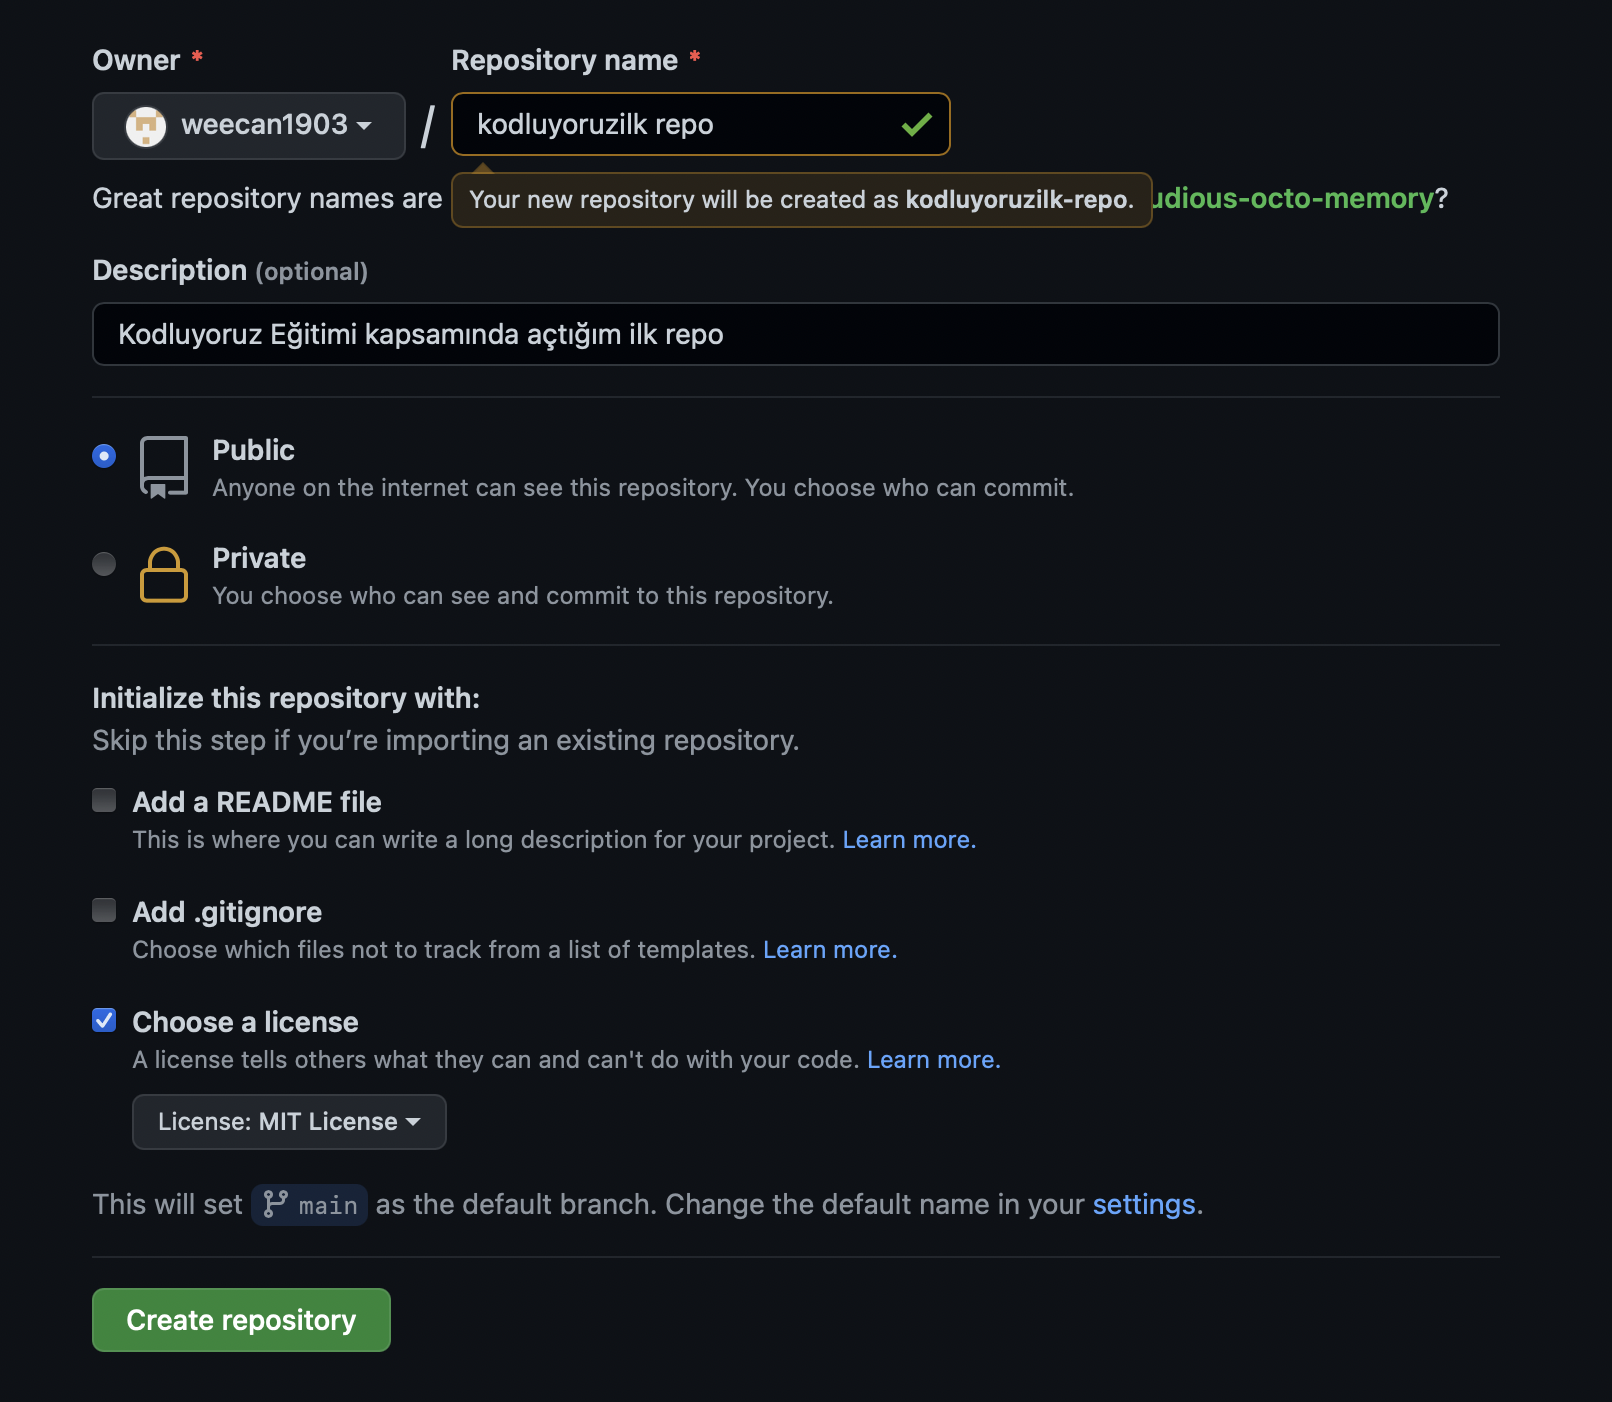 Owner * Repository name *
weecan1903 / kodluyoruzilk repo
Great repository names are
Your new repository will be created as kodluyoruzilk-repo.
udious-octo-memory?
Description (optional)
Kodluyoruz Eğitimi kapsamında açtığım ilk repo
Public
Anyone on the internet can see this repository. You choose who can commit.
Private
You choose who can see and commit to this repository.
Initialize this repository with:
Skip this step if you’re importing an existing repository.
Add a README file
This is where you can write a long description for your project. Learn more.
Add .gitignore
Choose which files not to track from a list of templates. Learn more.
Choose a license
A license tells others what they can and can't do with your code. Learn more.
License: MIT License
This will set main as the default branch. Change the default name in your settings.
Create repository